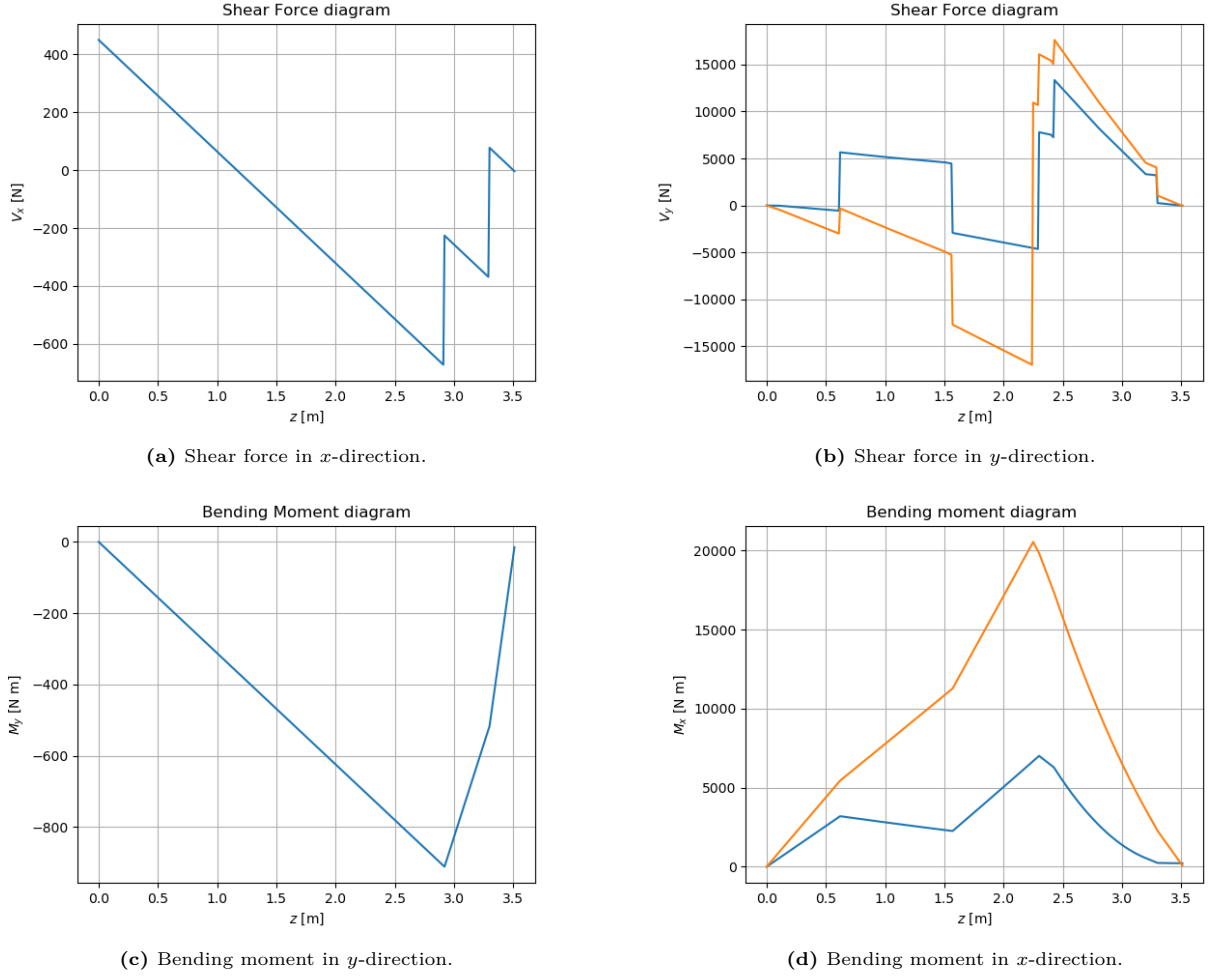 Shear Force diagram
400
200
0
−200
−400
−600
V_x [N]
0.0 0.5 1.0 1.5 2.0 2.5 3.0 3.5
z [m]
(a) Shear force in x-direction.
Shear Force diagram
15000
10000
5000
0
−5000
−10000
−15000
V_y [N]
0.0 0.5 1.0 1.5 2.0 2.5 3.0 3.5
z [m]
(b) Shear force in y-direction.
Bending Moment diagram
0
−200
−400
−600
−800
M_y [N m]
0.0 0.5 1.0 1.5 2.0 2.5 3.0 3.5
z [m]
(c) Bending moment in y-direction.
Bending moment diagram
20000
15000
10000
5000
0
M_x [N m]
0.0 0.5 1.0 1.5 2.0 2.5 3.0 3.5
z [m]
(d) Bending moment in x-direction.